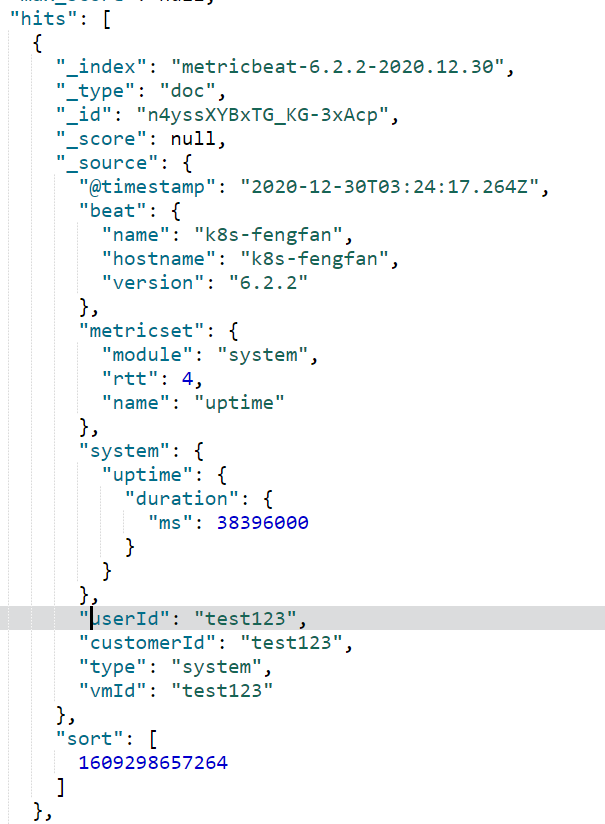 "hits": [
{
"_index": "metricbeat-6.2.2-2020.12.30",
"_type": "doc",
"_id": "n4yssXYBxTG_KG-3xAcp",
"_score": null,
"_source": {
"@timestamp": "2020-12-30T03:24:17.264Z",
"beat": {
"name": "k8s-fengfan",
"hostname": "k8s-fengfan",
"version": "6.2.2"
},
"metricset": {
"module": "system",
"rtt": 4,
"name": "uptime"
},
"system": {
"uptime": {
"duration": {
"ms": 38396000
}
}
},
"userId": "test123",
"customerId": "test123",
"type": "system",
"vmId": "test123"
},
"sort": [
1609298657264
]
},